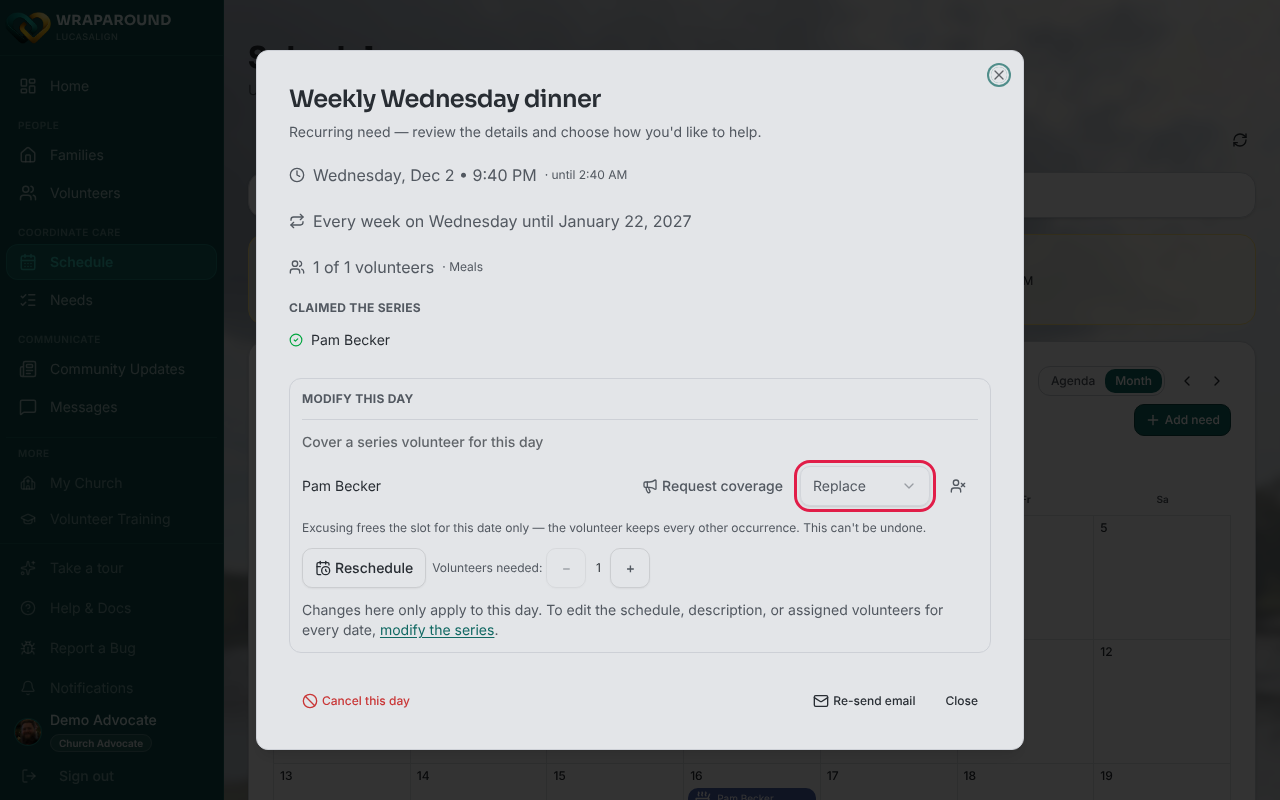 WRAPAROUND
LUCASALION
Home
PEOPLE
Families
Volunteers
COORDINATE CARE
Schedule
Needs
COMMUNICATE
Community Updates
Messages
MORE
My Church
Volunteer Training
Take a tour
Help & Docs
Report a Bug
Notifications
Demo Advocate
Church Advocate
Sign out
Weekly Wednesday dinner
Recurring need — review the details and choose how you'd like to help.
Wednesday, Dec 2 • 9:40 PM · until 2:40 AM
Every week on Wednesday until January 22, 2027
1 of 1 volunteers · Meals
CLAIMED THE SERIES
Pam Becker
MODIFY THIS DAY
Cover a series volunteer for this day
Pam Becker Request coverage Replace
Excusing frees the slot for this date only — the volunteer keeps every other occurrence. This can't be undone.
Reschedule Volunteers needed: − 1 +
Changes here only apply to this day. To edit the schedule, description, or assigned volunteers for
every date, modify the series.
Cancel this day Re-send email Close
Agenda Month
+ Add need
Sa
5
12
13 14 15 16 17 18 19
Pam Becker